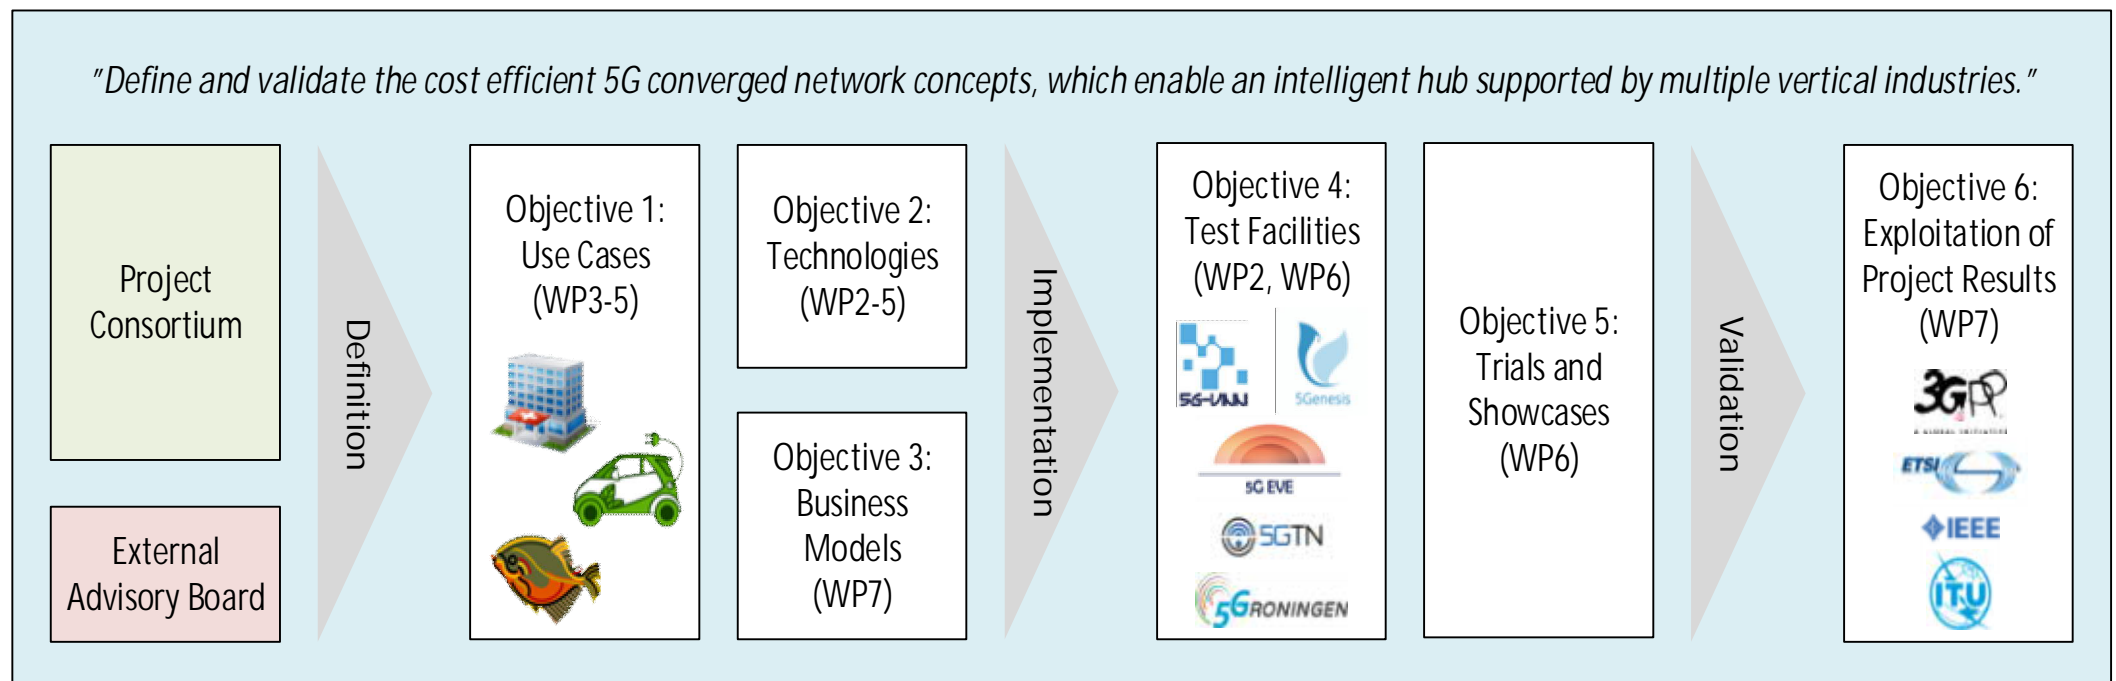 "Define and validate the cost efficient 5G converged network concepts, which enable an intelligent hub supported by multiple vertical industries."
Project
Consortium
External
Advisory Board
Definition
Objective 1:
Use Cases
(WP3-5)
Objective 2:
Technologies
(WP2-5)
Objective 3:
Business
Models
(WP7)
Implementation
Objective 4:
Test Facilities
(WP2, WP6)
5G-VINNI
5Genesis
5G EVE
5GTN
5GRONINGEN
Objective 5:
Trials and
Showcases
(WP6)
Validation
Objective 6:
Exploitation of
Project Results
(WP7)
3GPP
A GLOBAL INITIATIVE
ETSI
IEEE
ITU